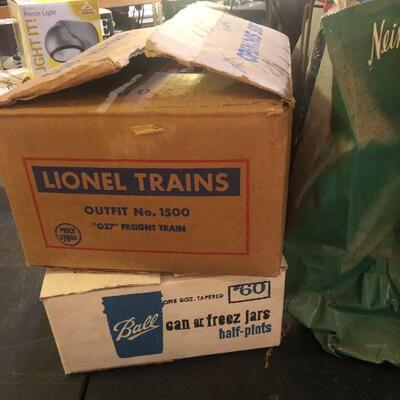 Porch Light
LIGHT IT!
LIONEL TRAINS
OUTFIT No. 1500
"027" FREIGHT TRAIN
ONE DOZ. TAPERED
#60
Ball
can or freez jars
half-pints